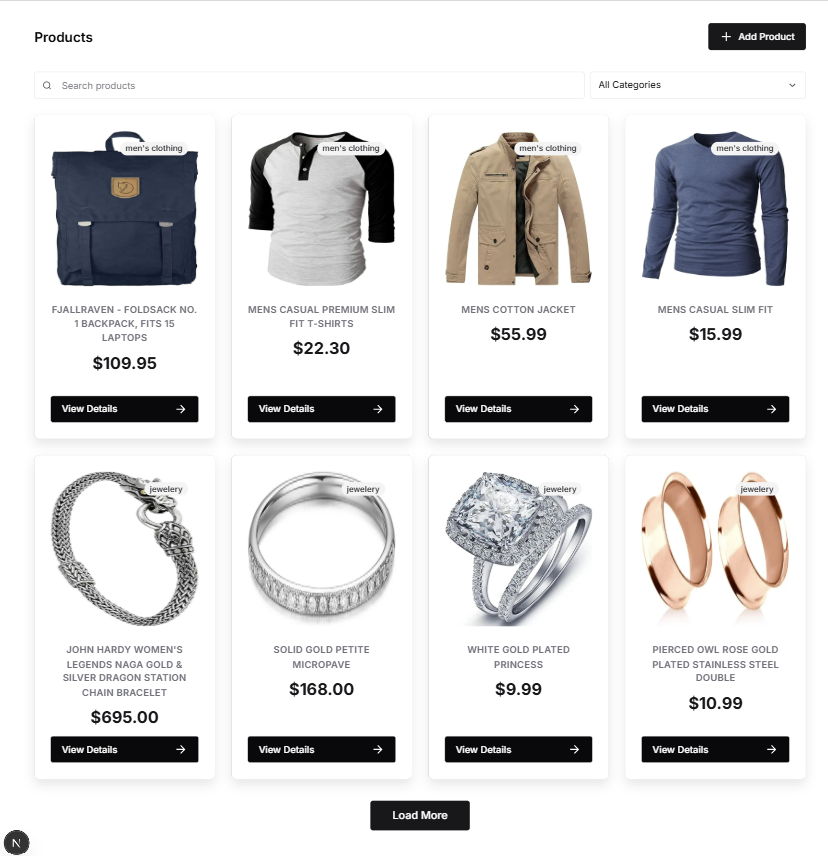 Products
Add Product
Search products
All Categories
men's clothing
men's clothing
men's clothing
men's clothing
FJALLRAVEN - FOLDSACK NO.
1 BACKPACK, FITS 15
LAPTOPS
$109.95
View Details
MENS CASUAL PREMIUM SLIM
FIT T-SHIRTS
$22.30
View Details
MENS COTTON JACKET
$55.99
View Details
MENS CASUAL SLIM FIT
$15.99
View Details
jewelery
jewelery
jewelery
jewelery
JOHN HARDY WOMEN'S
LEGENDS NAGA GOLD &
SILVER DRAGON STATION
CHAIN BRACELET
$695.00
View Details
SOLID GOLD PETITE
MICROPAVE
$168.00
View Details
WHITE GOLD PLATED
PRINCESS
$9.99
View Details
PIERCED OWL ROSE GOLD
PLATED STAINLESS STEEL
DOUBLE
$10.99
View Details
Load More
N